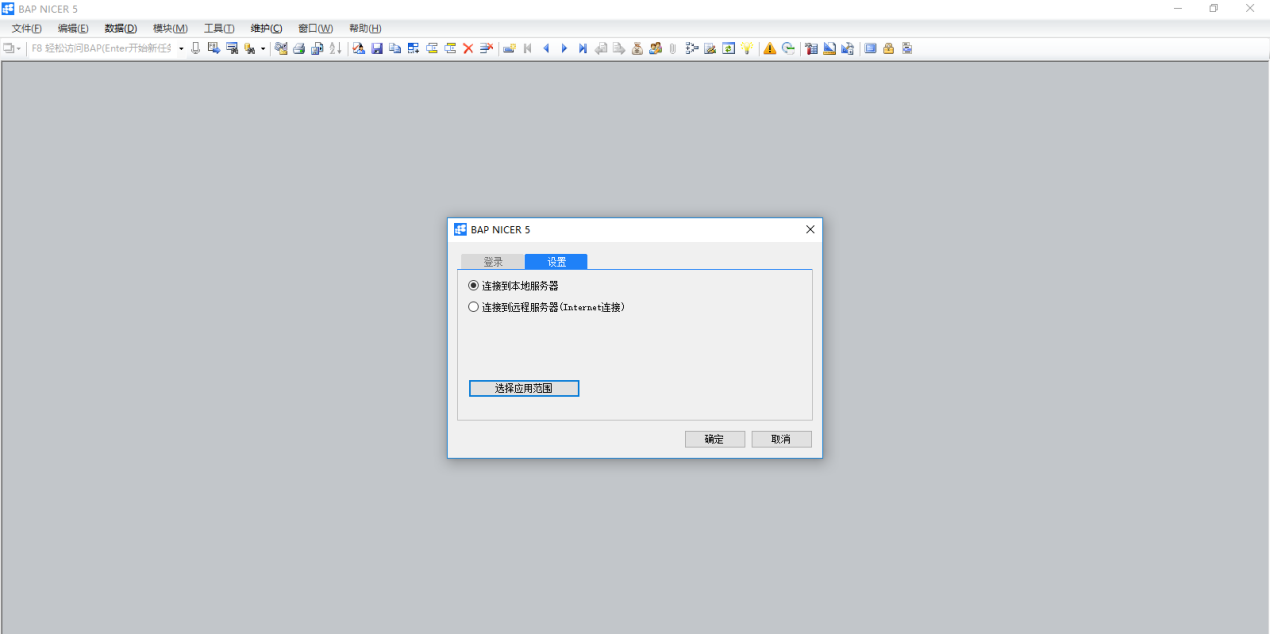 BAP NICER 5
文件(F) 编辑(E) 数据(D) 模块(M) 工具(T) 维护(C) 窗口(W) 帮助(H)
F8 轻松访问BAP(Enter开始新任务
BAP NICER 5
登录 设置
连接到本地服务器
连接到远程服务器(Internet连接)
选择应用范围
确定 取消